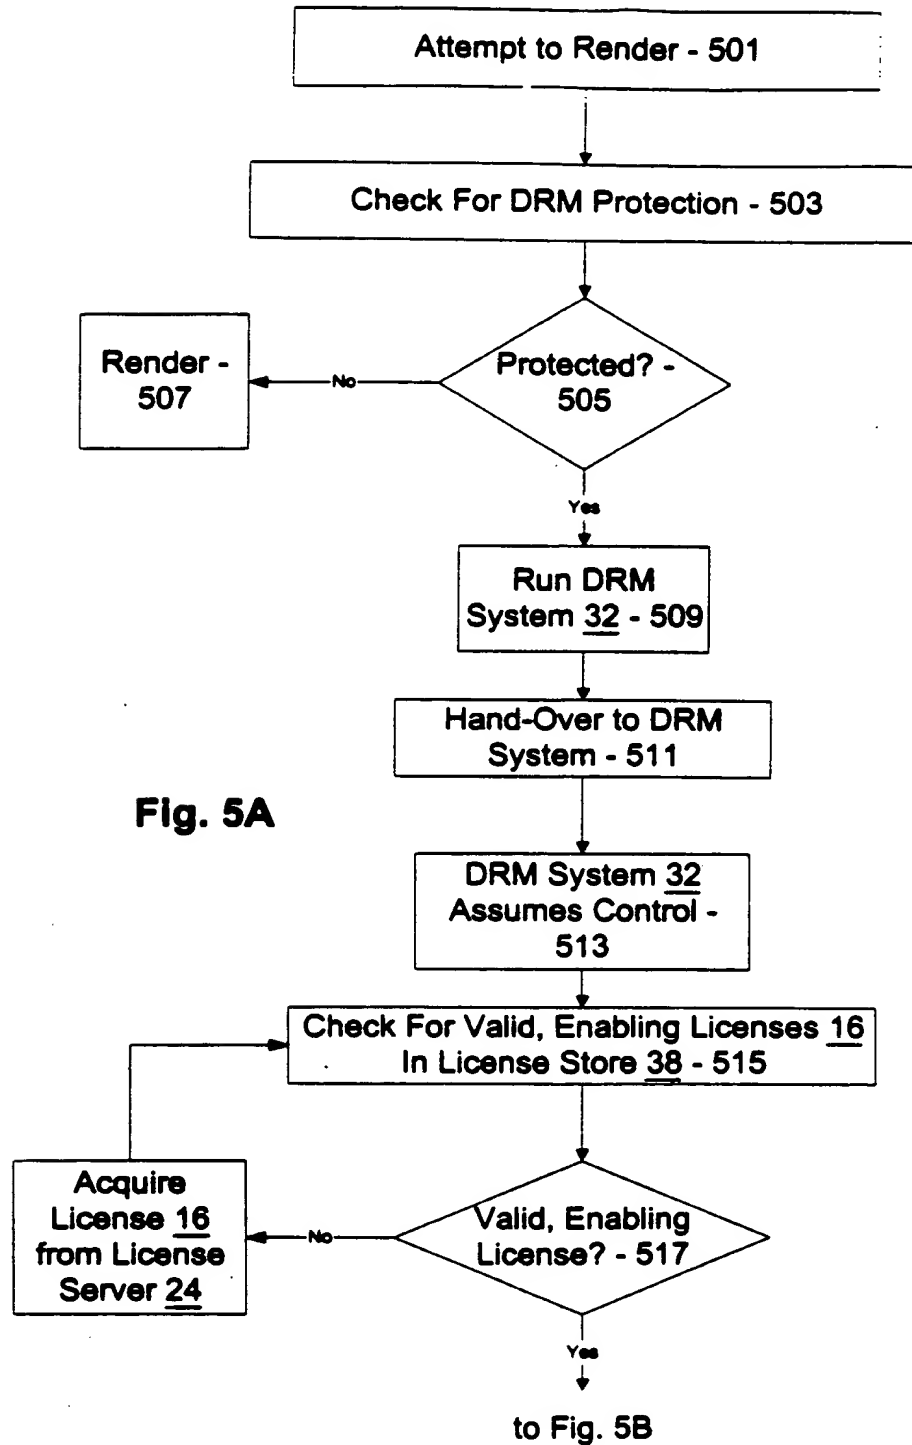 Attempt to Render - 501
Check For DRM Protection - 503
Protected? -
505
No
Render -
507
Yes
Run DRM
System 32 - 509
Hand-Over to DRM
System - 511
Fig. 5A
DRM System 32
Assumes Control -
513
Check For Valid, Enabling Licenses 16
In License Store 38 - 515
Valid, Enabling
License? - 517
No
Acquire
License 16
from License
Server 24
Yes
to Fig. 5B